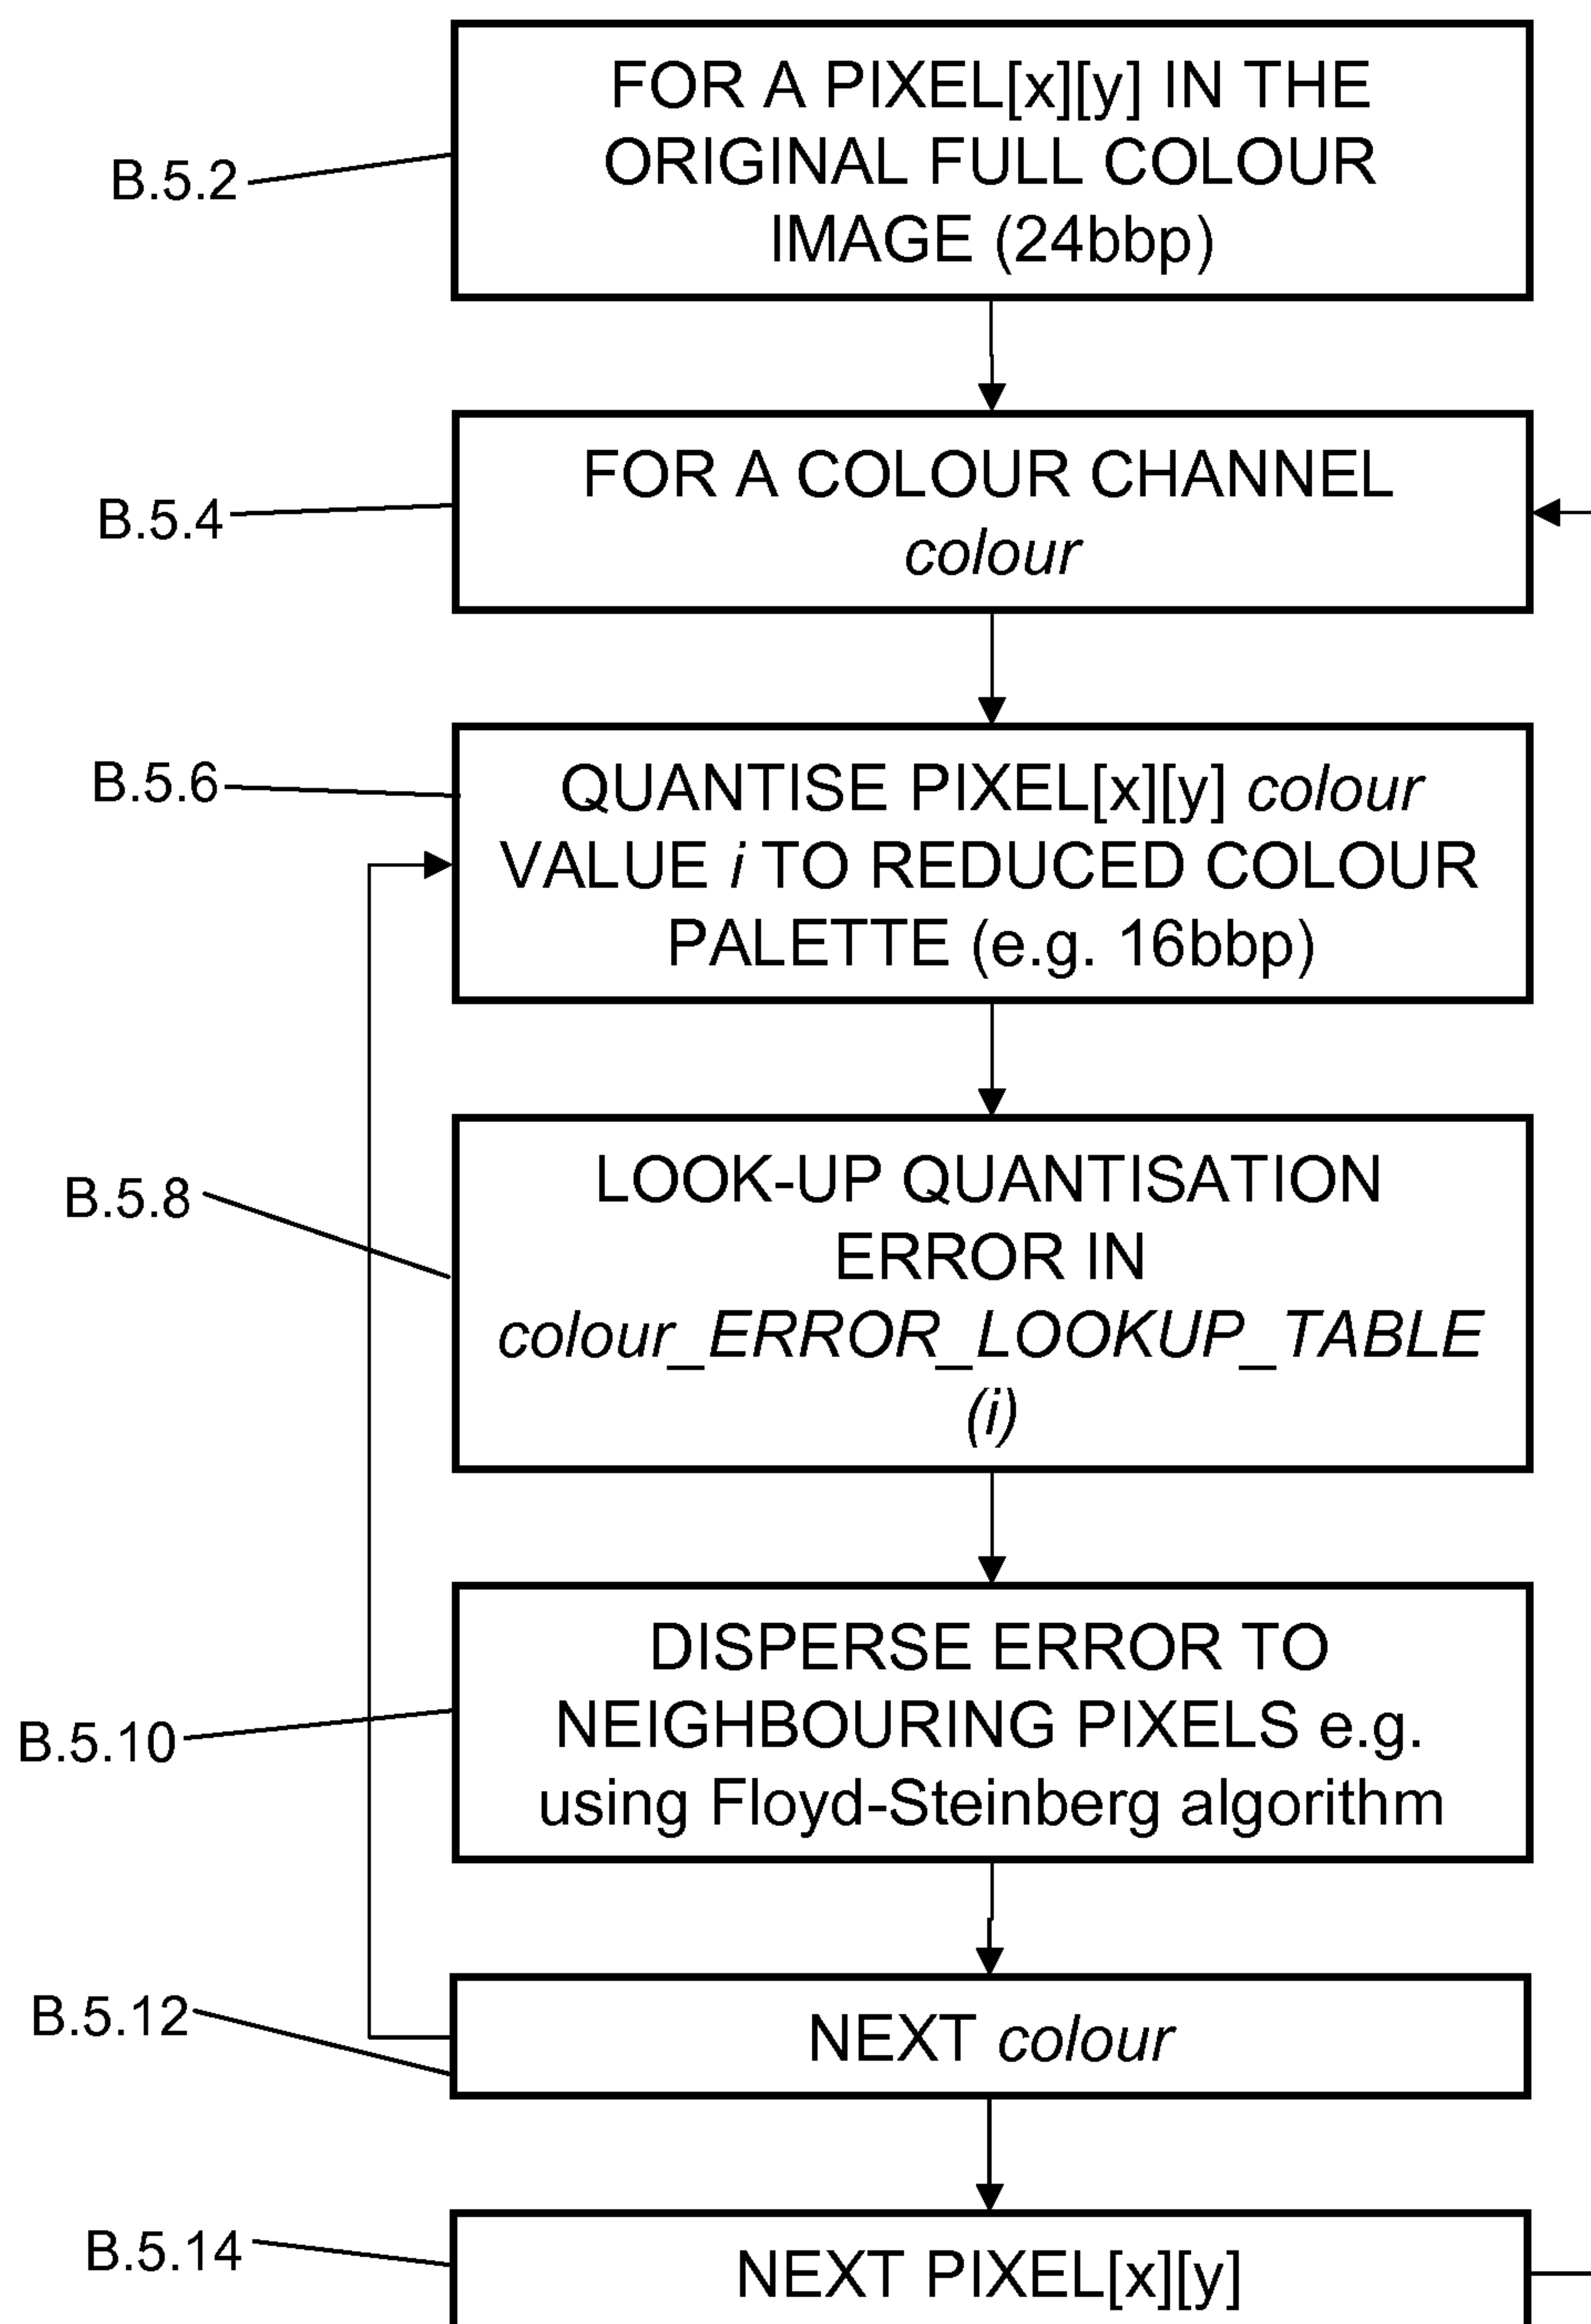 FOR A PIXEL[x][y] IN THE
ORIGINAL FULL COLOUR
IMAGE (24bbp)
B.5.2
FOR A COLOUR CHANNEL
colour
B.5.4
QUANTISE PIXEL[x][y] colour
VALUE i TO REDUCED COLOUR
PALETTE (e.g. 16bbp)
B.5.6
LOOK-UP QUANTISATION
ERROR IN
colour_ERROR_LOOKUP_TABLE
(i)
B.5.8
DISPERSE ERROR TO
NEIGHBOURING PIXELS e.g.
using Floyd-Steinberg algorithm
B.5.10
NEXT colour
B.5.12
NEXT PIXEL[x][y]
B.5.14